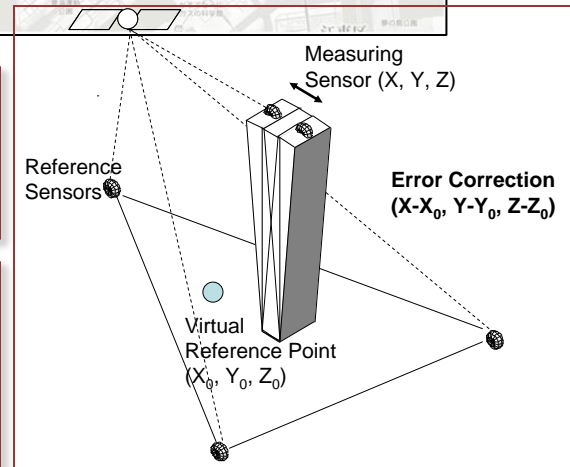 Measuring
Sensor (X, Y, Z)
Reference
Sensors
Error Correction
(X-X₀, Y-Y₀, Z-Z₀)
Virtual
Reference Point
(X₀, Y₀, Z₀)